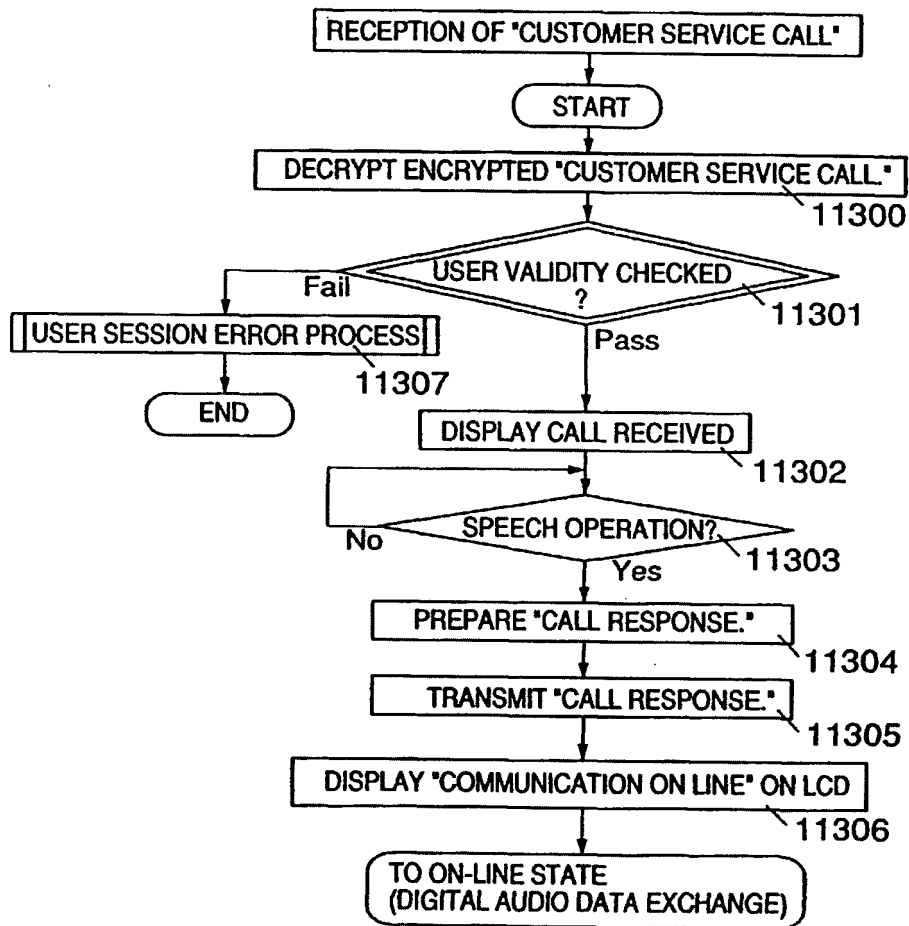 RECEPTION OF "CUSTOMER SERVICE CALL"
START
DECRYPT ENCRYPTED "CUSTOMER SERVICE CALL."
11300
USER VALIDITY CHECKED
?
11301
Fail
Pass
USER SESSION ERROR PROCESS
11307
END
DISPLAY CALL RECEIVED
11302
SPEECH OPERATION?
11303
No
Yes
PREPARE "CALL RESPONSE."
11304
TRANSMIT "CALL RESPONSE."
11305
DISPLAY "COMMUNICATION ON LINE" ON LCD
11306
TO ON-LINE STATE
(DIGITAL AUDIO DATA EXCHANGE)